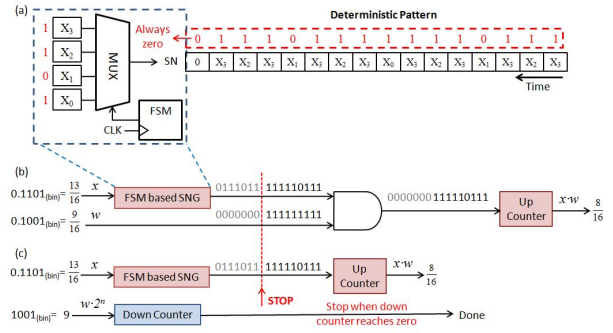 (a)
Deterministic Pattern
Always
zero
0 1 1 1 0 1 1 1 1 1 1 1 0 1 1 1
1 X₃
1 X₂
0 X₁
1 X₀
MUX
SN
0 X₃ X₂ X₃ X₁ X₃ X₂ X₃ X₀ X₃ X₂ X₃ X₁ X₃ X₂ X₃
Time
FSM
CLK
(b)
0.1101(bin)= 13/16 x FSM based SNG 0111011 111110111 0000000111110111 Up Counter x·w 8/16
0.1001(bin)= 9/16 w 0000000 111111111
(c)
0.1101(bin)= 13/16 x FSM based SNG 0111011 111110111 Up Counter x·w 8/16
STOP
1001(bin)= 9 w·2ⁿ Down Counter Stop when down counter reaches zero Done